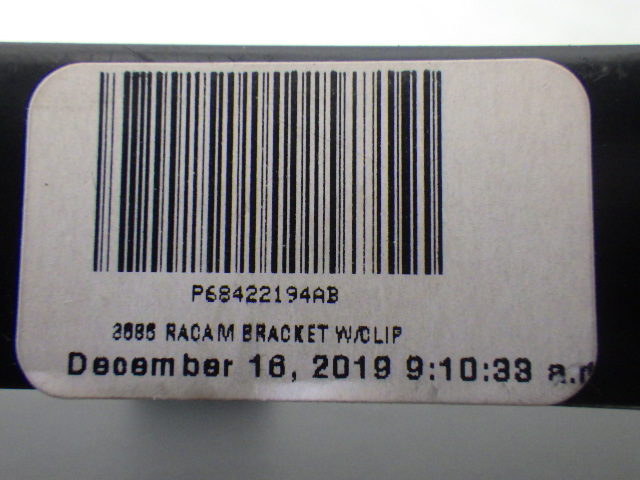 P68422194AB
3686 RACAM BRACKET W/CLIP
December 16, 2019 9:10:33 a.